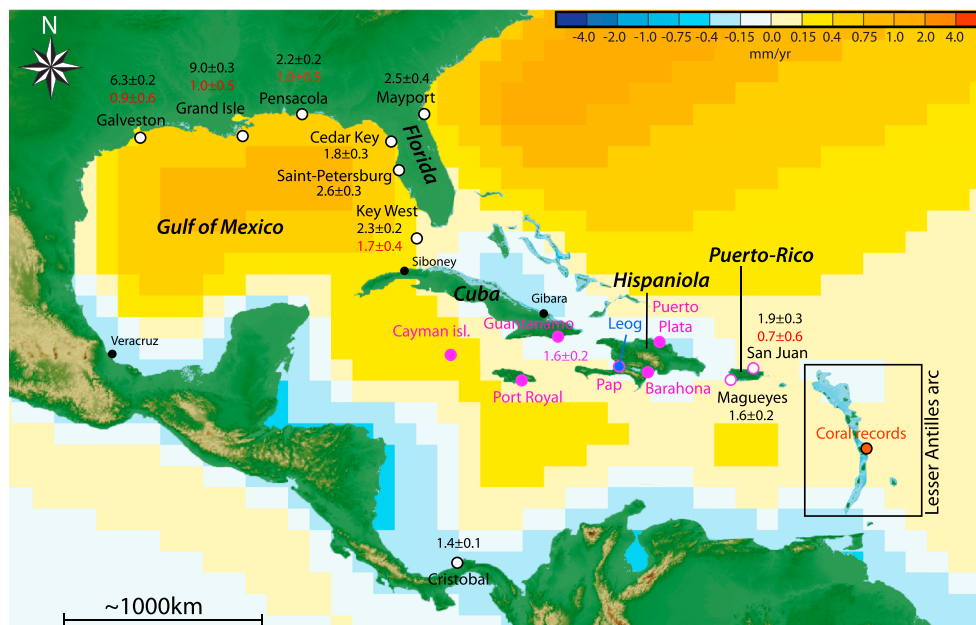 N
-4.0 -2.0 -1.0 -0.75 -0.4 -0.15 0.0 0.15 0.4 0.75 1.0 2.0 4.0
mm/yr
6.3±0.2
0.9±0.6
Galveston
9.0±0.3
1.0±0.5
Grand Isle
2.2±0.2
Pensacola
2.5±0.4
Mayport
Cedar Key
1.8±0.3
Florida
Saint-Petersburg
2.6±0.3
Key West
2.3±0.2
1.7±0.4
Gulf of Mexico
Siboney
Cuba
Gibara
Guantanamo
1.6±0.2
Cayman isl.
Port Royal
Veracruz
Hispaniola
Puerto
Plata
Leog
Pap
Barahona
Puerto-Rico
1.9±0.3
0.7±0.6
San Juan
Magueyes
1.6±0.2
Coral records
Lesser Antilles arc
1.4±0.1
Cristobal
~1000km